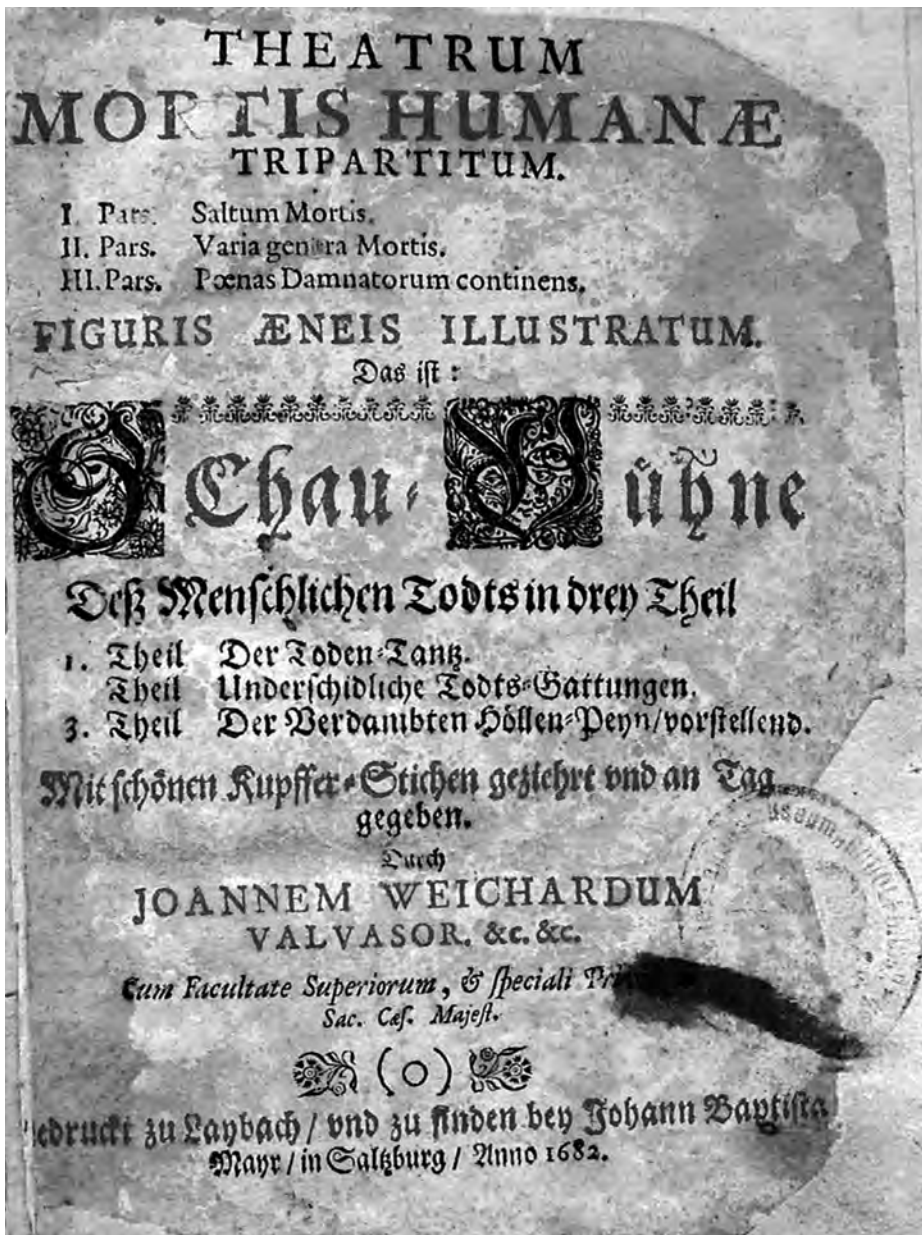 THEATRUM
MORTIS HUMANÆ
TRIPARTITUM.
I. Pars. Saltum Mortis.
II. Pars. Varia genera Mortis.
III. Pars. Pœnas Damnatorum continens.
FIGURIS ÆNEIS ILLUSTRATUM.
Das iſt:
SChau-Bühne
Deß Menſchlichen Todts in drey Theil
1. Theil Der Toden-Tantz.
Theil Underſchidliche Todts-Gattungen.
3. Theil Der Verdambten Höllen-Peyn/vorſtellend.
Mit ſchönen Kupffer-Stichen geziehrt vnd an Tag
gegeben.
Durch
JOANNEM WEICHARDUM
VALVASOR. &c. &c.
Cum Facultate Superiorum, & ſpeciali
Sac. Cæſ. Majeſt.
(O)
zu Laybach / vnd zu finden bey Johann Baptiſta
Mayr / in Saltzburg / Anno 1682.